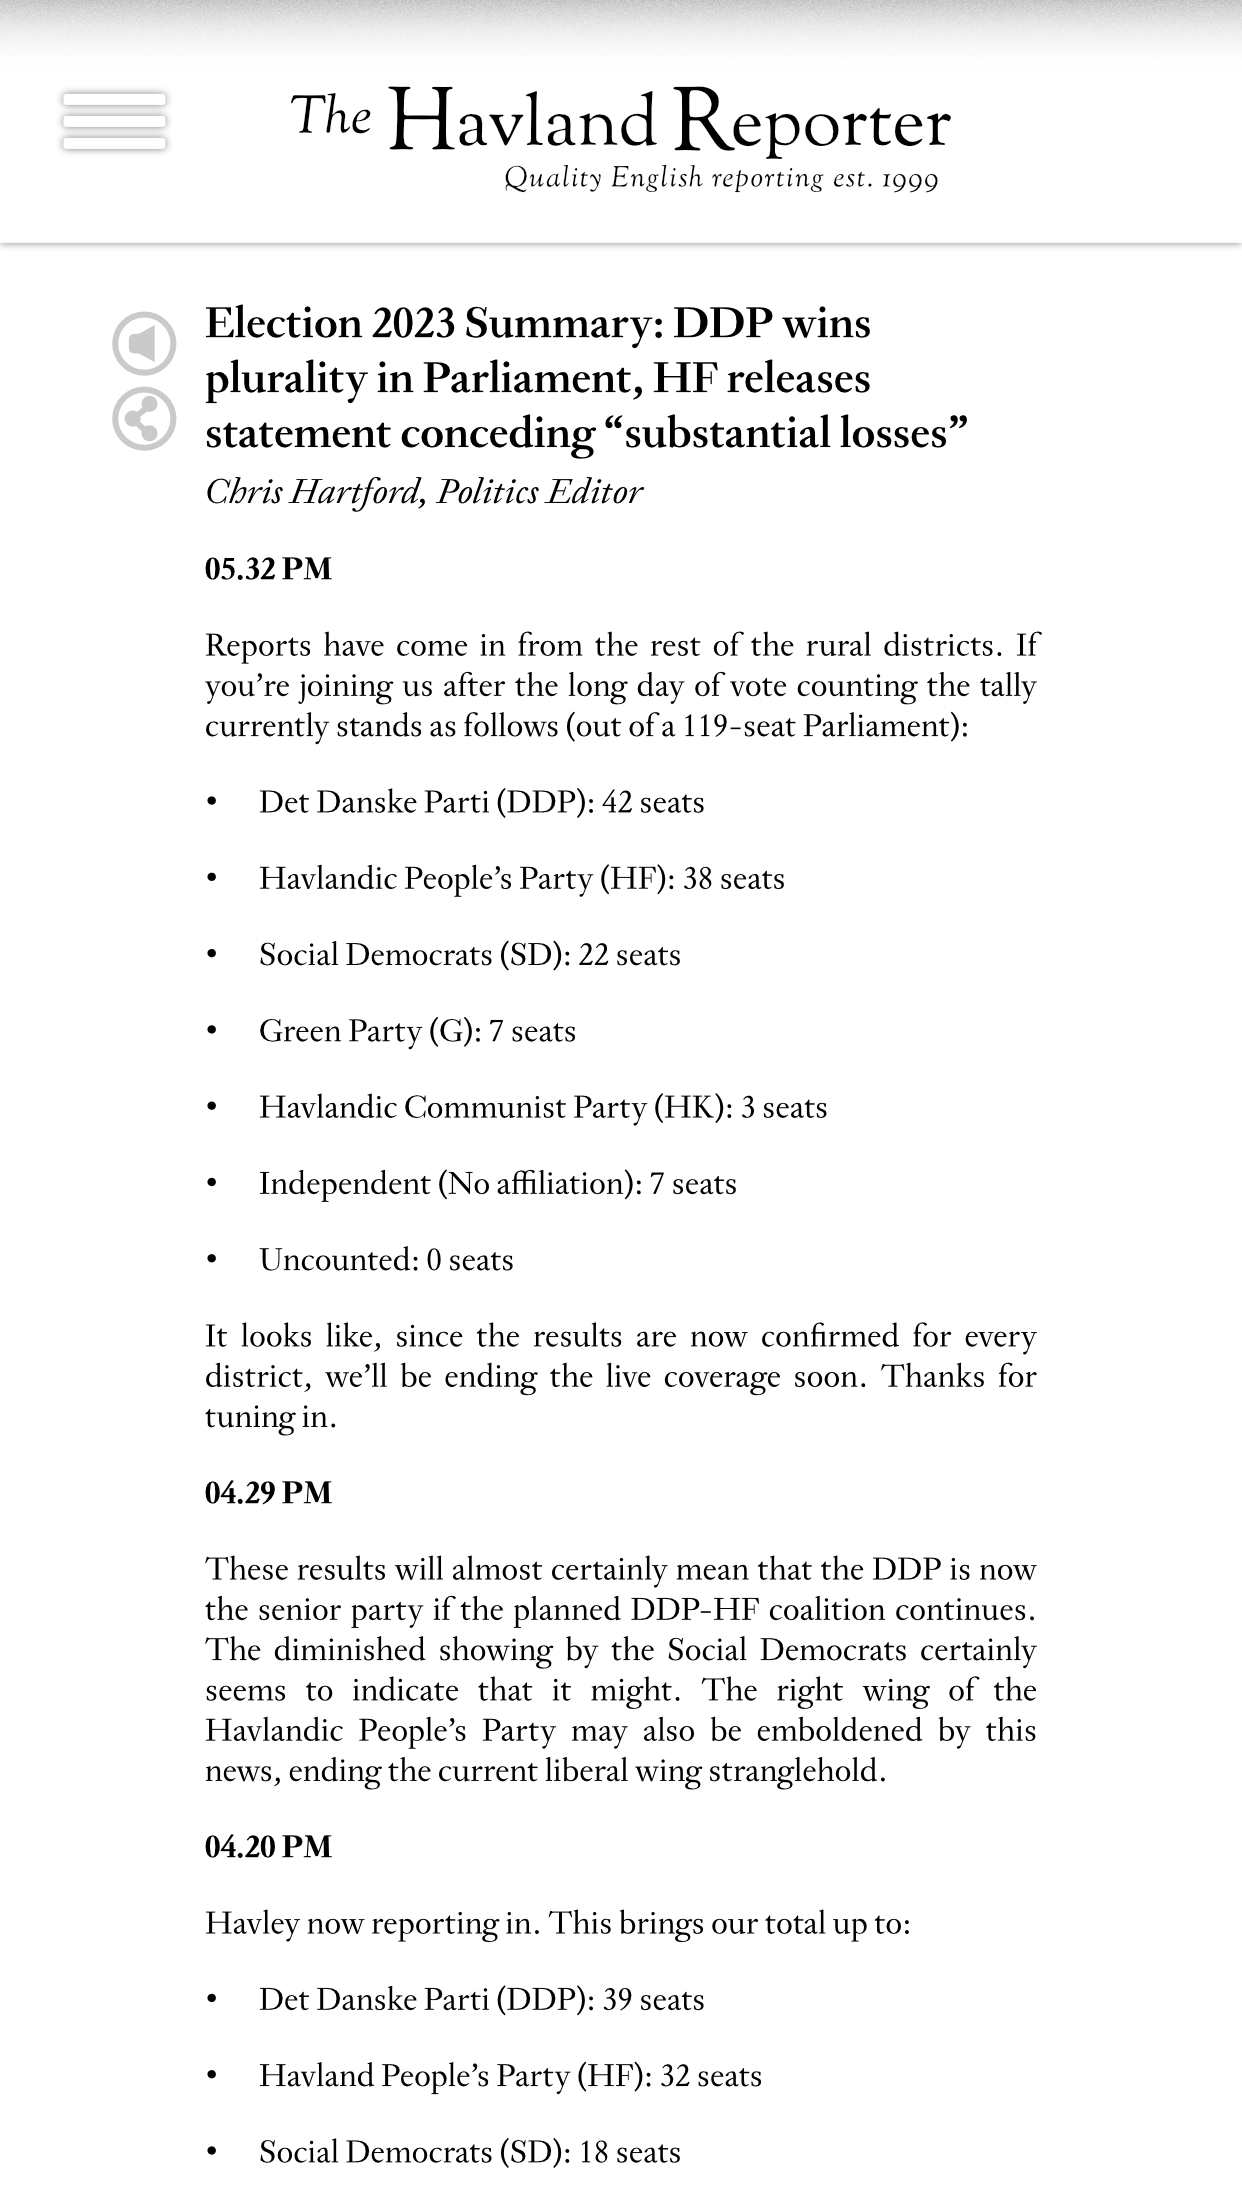 The Havland Reporter
Quality English reporting est. 1999
Election 2023 Summary: DDP wins
plurality in Parliament, HF releases
statement conceding “substantial losses”
Chris Hartford, Politics Editor
05.32 PM
Reports have come in from the rest of the rural districts. If
you’re joining us after the long day of vote counting the tally
currently stands as follows (out of a 119-seat Parliament):
• Det Danske Parti (DDP): 42 seats
• Havlandic People’s Party (HF): 38 seats
• Social Democrats (SD): 22 seats
• Green Party (G): 7 seats
• Havlandic Communist Party (HK): 3 seats
• Independent (No affiliation): 7 seats
• Uncounted: 0 seats
It looks like, since the results are now confirmed for every
district, we’ll be ending the live coverage soon. Thanks for
tuning in.
04.29 PM
These results will almost certainly mean that the DDP is now
the senior party if the planned DDP-HF coalition continues.
The diminished showing by the Social Democrats certainly
seems to indicate that it might. The right wing of the
Havlandic People’s Party may also be emboldened by this
news, ending the current liberal wing stranglehold.
04.20 PM
Havley now reporting in. This brings our total up to:
• Det Danske Parti (DDP): 39 seats
• Havland People’s Party (HF): 32 seats
• Social Democrats (SD): 18 seats